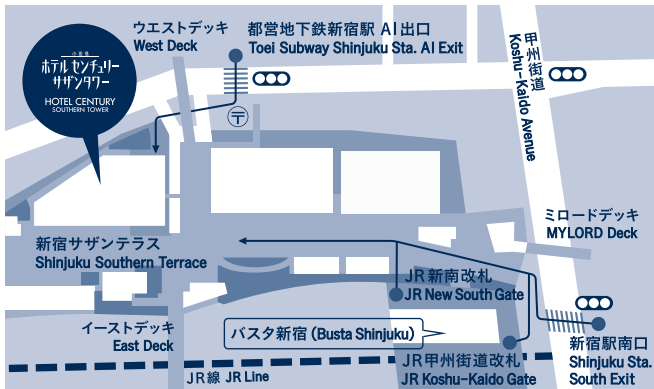 ウエストデッキ
West Deck
都営地下鉄新宿駅 A1出口
Toei Subway Shinjuku Sta. A1 Exit
小田急
ホテルセンチュリー
サザンタワー
HOTEL CENTURY
SOUTHERN TOWER
甲州街道
Koshu-Kaido Avenue
〒
ミロードデッキ
MYLORD Deck
新宿サザンテラス
Shinjuku Southern Terrace
JR新南改札
JR New South Gate
イーストデッキ
East Deck
バスタ新宿 (Busta Shinjuku)
新宿駅南口
Shinjuku Sta.
South Exit
JR甲州街道改札
JR Koshu-Kaido Gate
JR線 JR Line